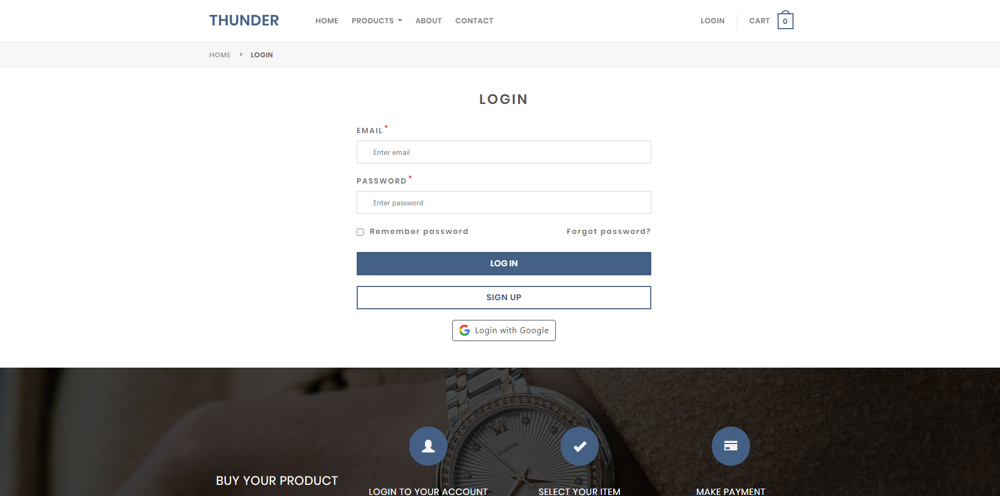 THUNDER HOME PRODUCTS ABOUT CONTACT LOGIN CART 0
HOME > LOGIN
LOGIN
EMAIL*
Enter email
PASSWORD*
Enter password
Remember password Forgot password?
LOG IN
SIGN UP
Login with Google
QUARTZ
BUY YOUR PRODUCT
LOGIN TO YOUR ACCOUNT SELECT YOUR ITEM MAKE PAYMENT